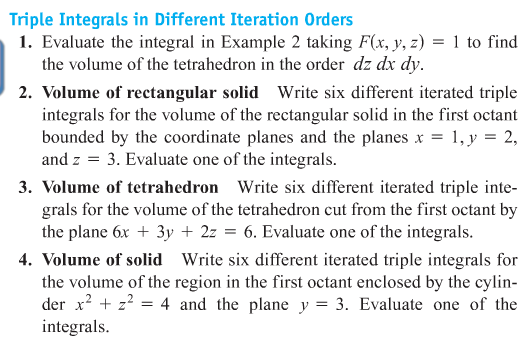 Triple Integrals in Different Iteration Orders
1. Evaluate the integral in Example 2 taking F(x, y, z) = 1 to find
the volume of the tetrahedron in the order dz dx dy.
2. Volume of rectangular solid Write six different iterated triple
integrals for the volume of the rectangular solid in the first octant
bounded by the coordinate planes and the planes x = 1, y = 2,
and z = 3. Evaluate one of the integrals.
3. Volume of tetrahedron Write six different iterated triple inte-
grals for the volume of the tetrahedron cut from the first octant by
the plane 6x + 3y + 2z = 6. Evaluate one of the integrals.
4. Volume of solid Write six different iterated triple integrals for
the volume of the region in the first octant enclosed by the cylin-
der x² + z² = 4 and the plane y = 3. Evaluate one of the
integrals.